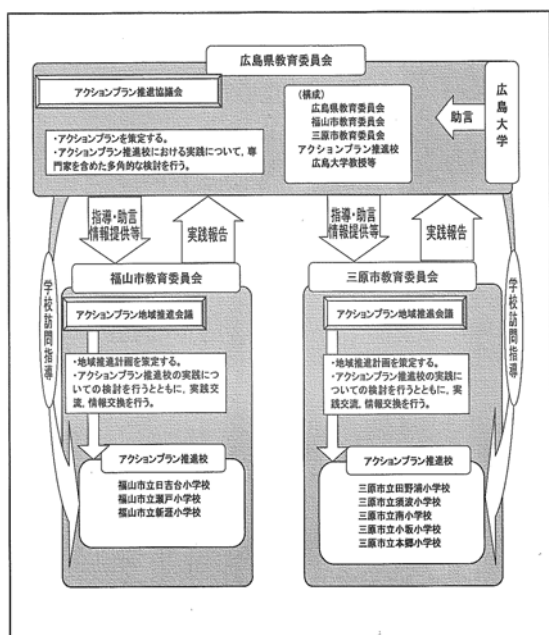 広島県教育委員会
アクションプラン推進協議会
・アクションプランを策定する。
・アクションプラン推進校における実践について，専
門家を含めた多角的な検討を行う。
(構成)
広島県教育委員会
福山市教育委員会
三原市教育委員会
アクションプラン推進校
広島大学教授等
助言
広島大学
指導・助言
情報提供等
実践報告
指導・助言
情報提供等
実践報告
学校訪問指導
福山市教育委員会
アクションプラン地域推進会議
・地域推進計画を策定する。
・アクションプラン推進校の実践につ
いての検討を行うとともに，実践交
流，情報交換を行う。
アクションプラン推進校
福山市立日吉台小学校
福山市立瀬戸小学校
福山市立新涯小学校
三原市教育委員会
アクションプラン地域推進会議
・地域推進計画を策定する。
・アクションプラン推進校の実践に
ついての検討を行うとともに，実
践交流，情報交換を行う。
アクションプラン推進校
三原市立田野浦小学校
三原市立須波小学校
三原市立南小学校
三原市立小坂小学校
三原市立本郷小学校
学校訪問指導